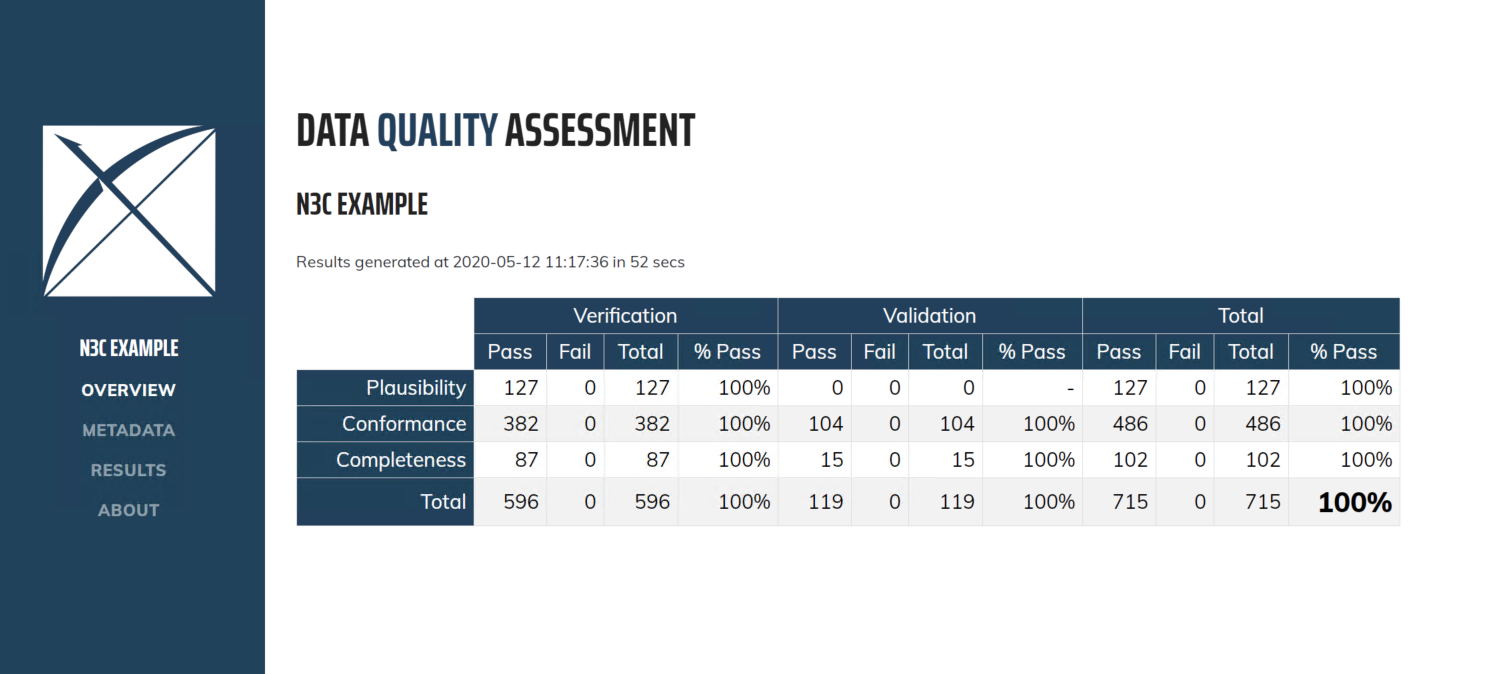 DATA QUALITY ASSESSMENT
N3C EXAMPLE
Results generated at 2020-05-12 11:17:36 in 52 secs
Verification Validation Total
Pass Fail Total % Pass Pass Fail Total % Pass Pass Fail Total % Pass
Plausibility 127 0 127 100% 0 0 0 - 127 0 127 100%
Conformance 382 0 382 100% 104 0 104 100% 486 0 486 100%
Completeness 87 0 87 100% 15 0 15 100% 102 0 102 100%
Total 596 0 596 100% 119 0 119 100% 715 0 715 100%
N3C EXAMPLE
OVERVIEW
METADATA
RESULTS
ABOUT